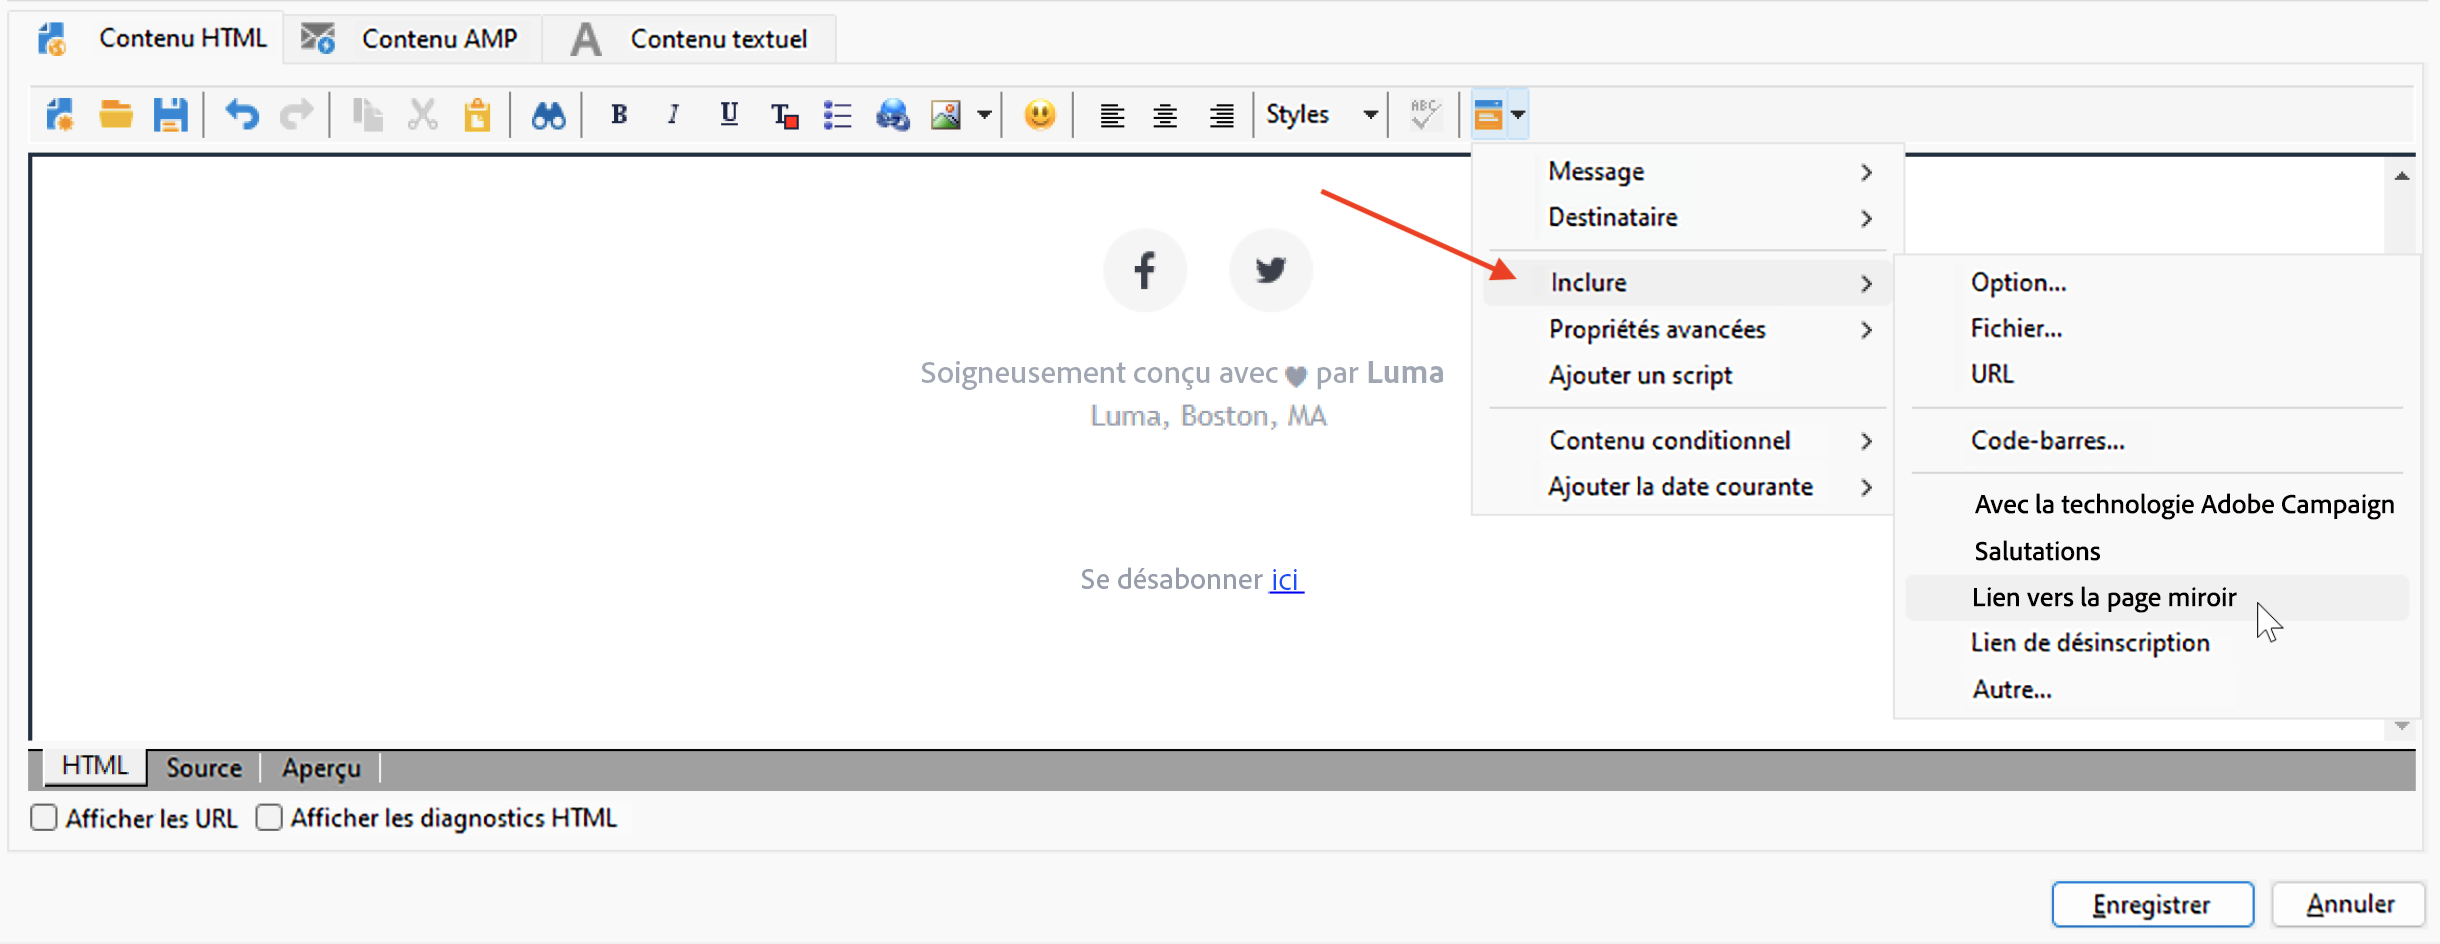 Contenu HTML
Contenu AMP
A Contenu textuel
B I U T
Styles
ABC
Message
Destinataire
Inclure
Propriétés avancées
Ajouter un script
Contenu conditionnel
Ajouter la date courante
Option...
Fichier...
URL
Code-barres...
Avec la technologie Adobe Campaign
Salutations
Lien vers la page miroir
Lien de désinscription
Autre...
Soigneusement conçu avec par Luma
Luma, Boston, MA
Se désabonner ici
HTML
Source
Aperçu
Afficher les URL
Afficher les diagnostics HTML
Enregistrer
Annuler